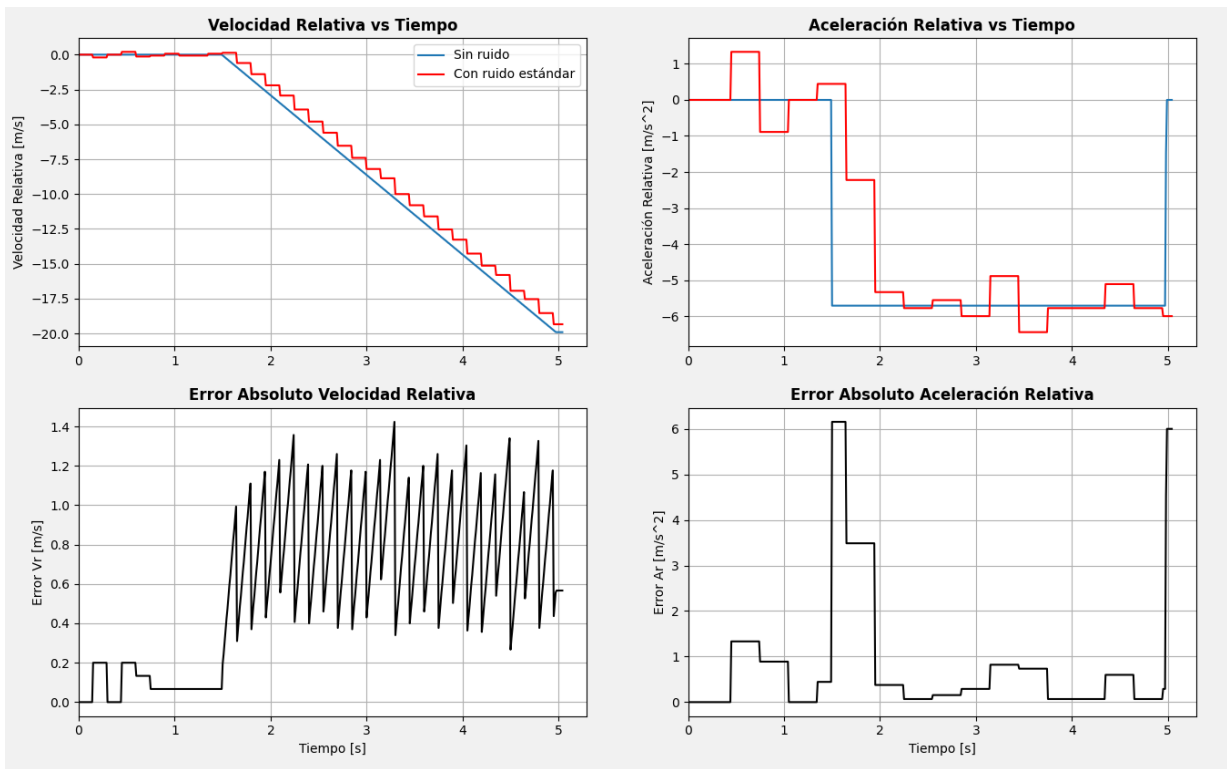 Velocidad Relativa vs Tiempo
Sin ruido
Con ruido estándar
Velocidad Relativa [m/s]
0.0
−2.5
−5.0
−7.5
−10.0
−12.5
−15.0
−17.5
−20.0
0 1 2 3 4 5
Aceleración Relativa vs Tiempo
Aceleración Relativa [m/s^2]
1
0
−1
−2
−3
−4
−5
−6
0 1 2 3 4 5
Error Absoluto Velocidad Relativa
Error Vr [m/s]
1.4
1.2
1.0
0.8
0.6
0.4
0.2
0.0
0 1 2 3 4 5
Tiempo [s]
Error Absoluto Aceleración Relativa
Error Ar [m/s^2]
6
5
4
3
2
1
0
0 1 2 3 4 5
Tiempo [s]